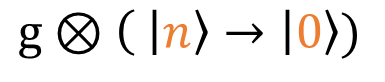 g ⊗ ( |n⟩ → |0⟩)